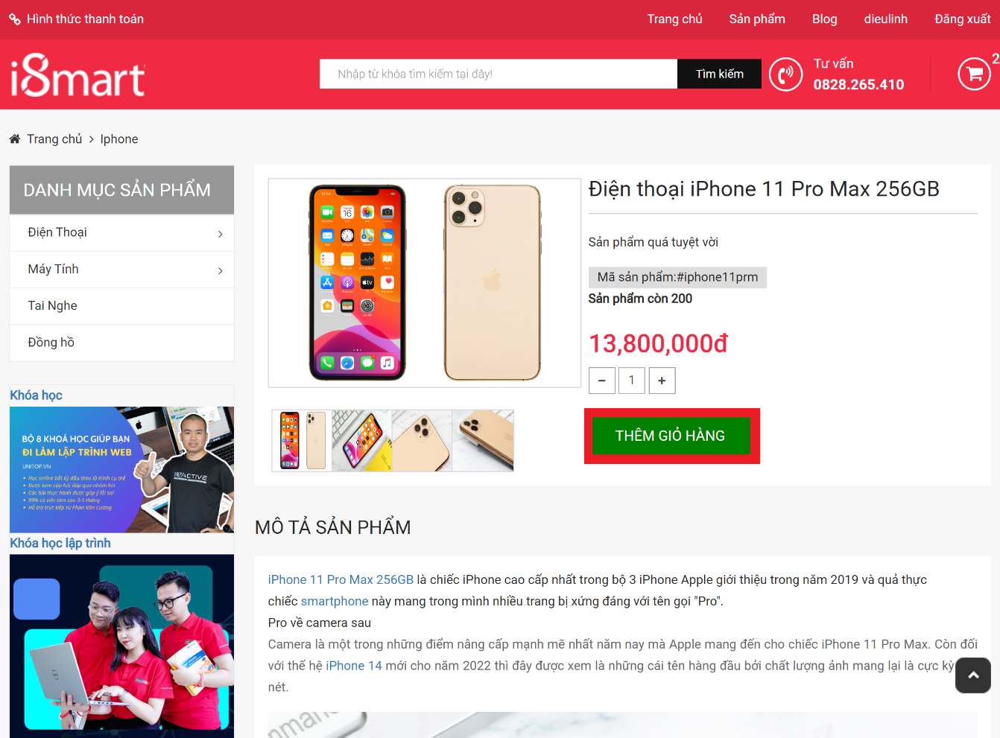 Hình thức thanh toán
Trang chủ Sản phẩm Blog dieulinh Đăng xuất
i8mart
Nhập từ khóa tìm kiếm tại đây!
Tìm kiếm
Tư vấn
0828.265.410
2
Trang chủ > Iphone
DANH MỤC SẢN PHẨM
Điện Thoại
Máy Tính
Tai Nghe
Đồng hồ
Khóa học
BỘ 8 KHOÁ HỌC GIÚP BẠN
ĐI LÀM LẬP TRÌNH WEB
UNITOP.VN
• Học online bất kỳ đâu theo lộ trình cụ thể
• Được kèm cặp hỏi đáp qua nhóm kín
• Các bài thực hành được góp ý lỗi sai
• 99% có việc làm sau 3-5 tháng
• Hỗ trợ trực tiếp từ Phan Văn Cương
Khóa học lập trình
Điện thoại iPhone 11 Pro Max 256GB
Sản phẩm quá tuyệt vời
Mã sản phẩm:#iphone11prm
Sản phẩm còn 200
13,800,000đ
− 1 +
THÊM GIỎ HÀNG
MÔ TẢ SẢN PHẨM
iPhone 11 Pro Max 256GB là chiếc iPhone cao cấp nhất trong bộ 3 iPhone Apple giới thiệu trong năm 2019 và quả thực
chiếc smartphone này mang trong mình nhiều trang bị xứng đáng với tên gọi "Pro".
Pro về camera sau
Camera là một trong những điểm nâng cấp mạnh mẽ nhất năm nay mà Apple mang đến cho chiếc iPhone 11 Pro Max. Còn đối
với thế hệ iPhone 14 mới cho năm 2022 thì đây được xem là những cái tên hàng đầu bởi chất lượng ảnh mang lại là cực kỳ
nét.